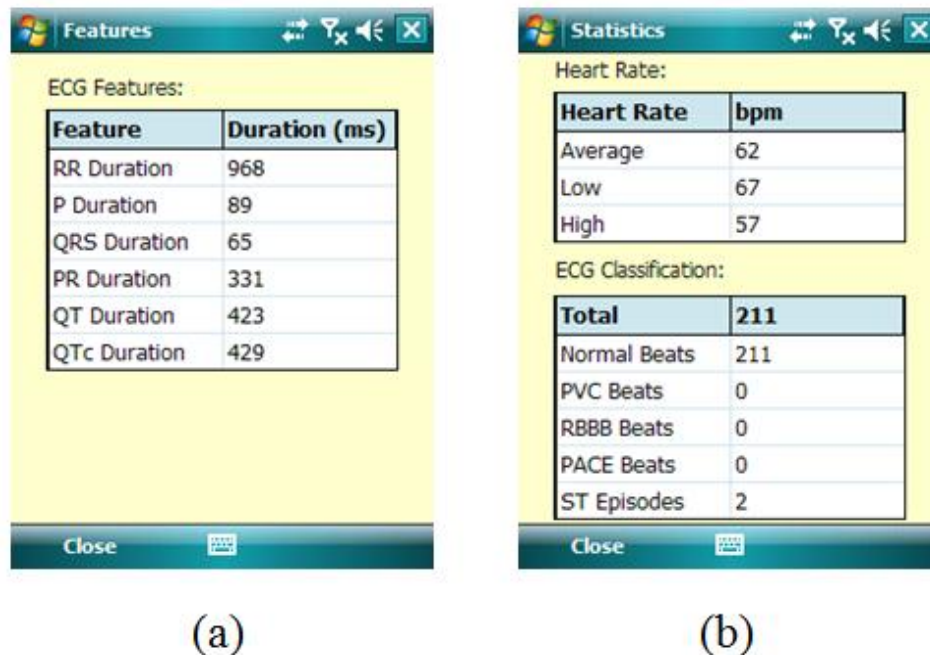 Features
ECG Features:
Feature Duration (ms)
RR Duration 968
P Duration 89
QRS Duration 65
PR Duration 331
QT Duration 423
QTc Duration 429
Close
(a)
Statistics
Heart Rate:
Heart Rate bpm
Average 62
Low 67
High 57
ECG Classification:
Total 211
Normal Beats 211
PVC Beats 0
RBBB Beats 0
PACE Beats 0
ST Episodes 2
Close
(b)